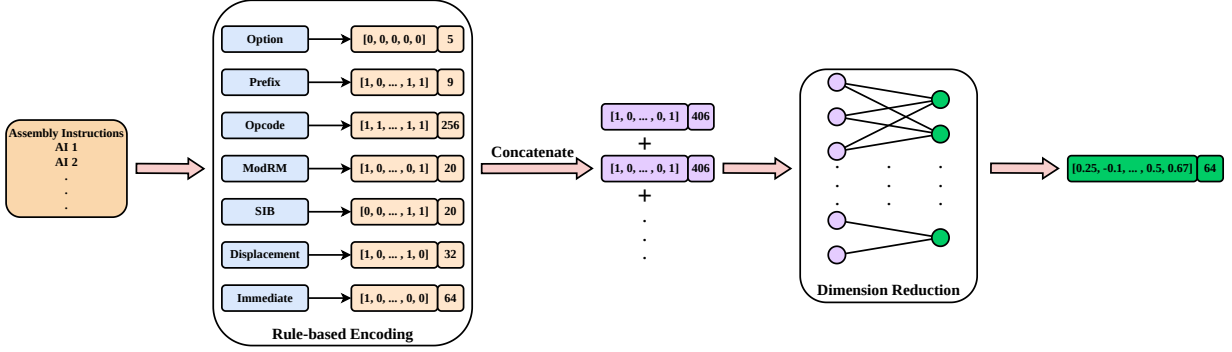 Assembly Instructions
AI 1
AI 2
.
.
.
Option [0, 0, 0, 0, 0] 5
Prefix [1, 0, ... , 1, 1] 9
Opcode [1, 1, ... , 1, 1] 256
ModRM [1, 0, ... , 0, 1] 20
SIB [0, 0, ... , 1, 1] 20
Displacement [1, 0, ... , 1, 0] 32
Immediate [1, 0, ... , 0, 0] 64
Rule-based Encoding
Concatenate
[1, 0, ... , 0, 1] 406
+
[1, 0, ... , 0, 1] 406
+
.
.
.
. . .
. . .
. . .
Dimension Reduction
[0.25, -0.1, ... , 0.5, 0.67] 64